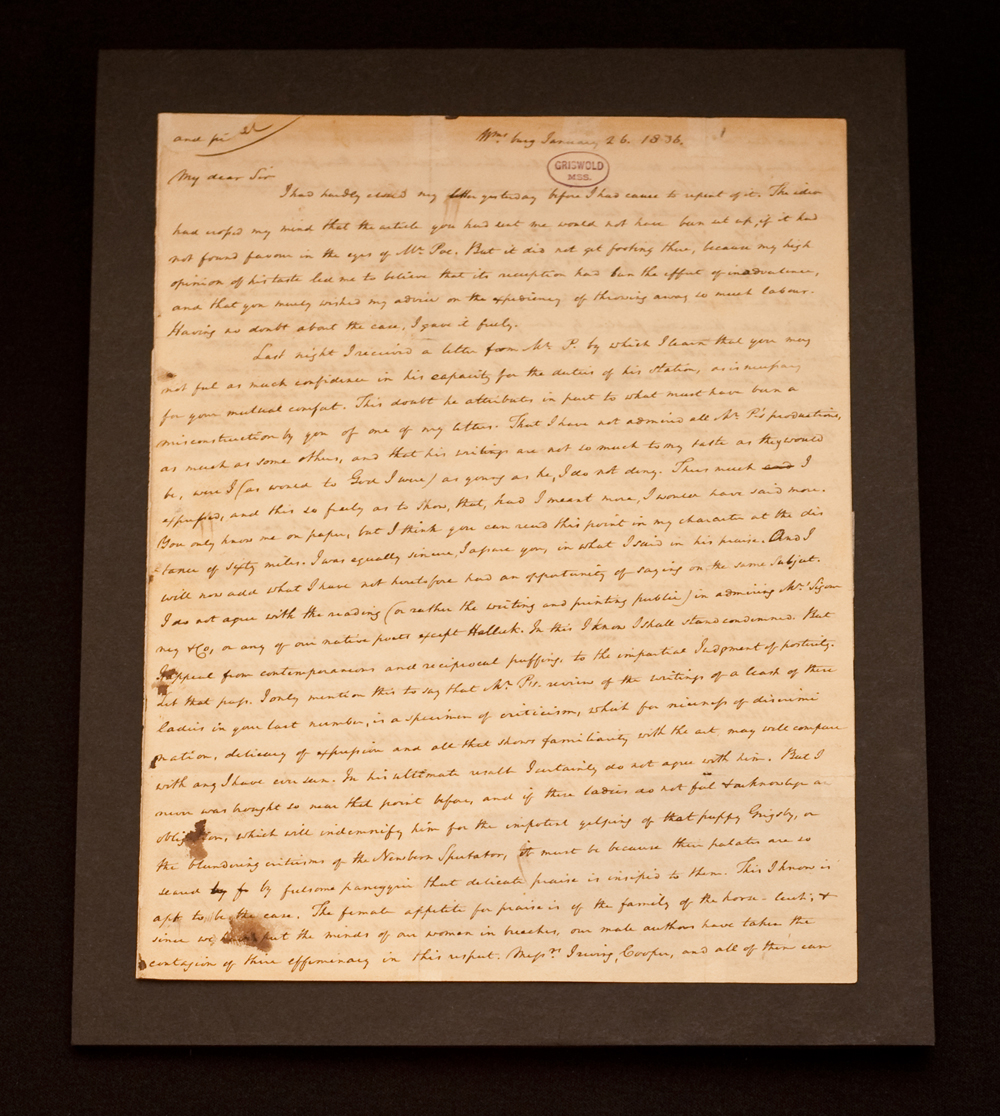 Wmsburg January 26. 1836.
GRISWOLD
MSS.
My dear Sir
I had hardly closed my letter yesterday before I had cause to repent of it. The idea
had crossed my mind that the article you had sent me would not have been set up, if it had
not found favour in the eyes of Mr. Poe. But it did not get footing there, because my high
opinion of his taste led me to believe that its reception had been the effect of inadvertence,
and that you merely wished my advice on the expediency of throwing away so much labour.
Having no doubt about the case, I gave it freely.
Last night I received a letter from Mr. P. by which I learn that you may
not feel as much confidence in his capacity for the duties of his station, as is necessary
for your mutual comfort. This doubt he attributes in part to what must have been a
misconstruction by you of one of my letters. That I have not admired all Mr. P's productions,
as much as some others, and that his writings are not so much to my taste as they would
be, were I (as would to God I were) as young as he, I do not deny. Thus much I
expressed, and this so freely as to show, that, had I meant more, I would have said more.
You only know me on paper, but I think you can read this point in my character at the dis
tance of sixty miles. I was equally sincere, I assure you, in what I said in his praise. And I
will now add what I have not heretofore had an opportunity of saying on the same subject.
I do not agree with the reading (or rather the writing and printing public) in admiring Mrs. Sigour
ney & Co, or any of our native poets except Halleck. In this I know I shall stand condemned. But
I appeal from contemporaneous and reciprocal puffing, to the impartial Judgment of posterity.
Let that pass. I only mention this to say that Mr. P's. review of the writings of a leash of these
ladies in your last number, is a specimen of criticism, which for niceness of discrimi
nation, delicacy of expression and all that shows familiarity with the art, may well compare
with any I have ever seen. In his ultimate result I certainly do not agree with him. But I
never was brought so near that point before, and if these ladies do not feel & acknowledge an
obligation, which will indemnify him for the impotent yelping of that puppy Grigsby, or
the blundering criticisms of the Newbern Spectator, it must be because their palates are so
seared by fulsome panegyric that delicate praise is insipid to them. This I know is
apt to be the case. The female appetite for praise is of the family of the horse-leech; &
since we put the minds of our women in breeches, our male authors have taken the
contagion of their effeminacy in this respect. Messrs. Irving, Cooper, and all of them can